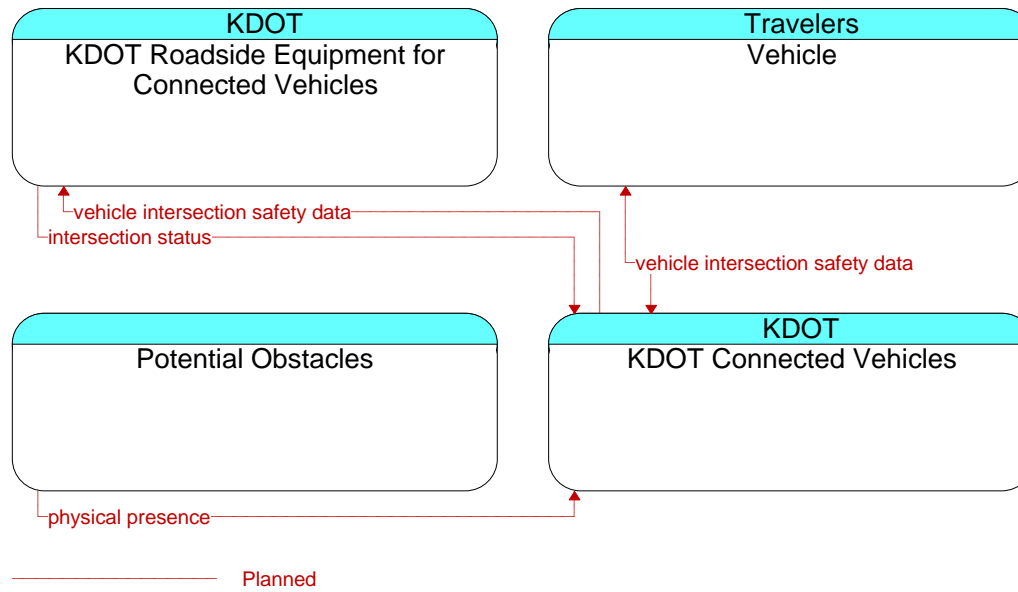 KDOT
KDOT Roadside Equipment for
Connected Vehicles
Travelers
Vehicle
vehicle intersection safety data
intersection status
vehicle intersection safety data
Potential Obstacles
KDOT
KDOT Connected Vehicles
physical presence
Planned